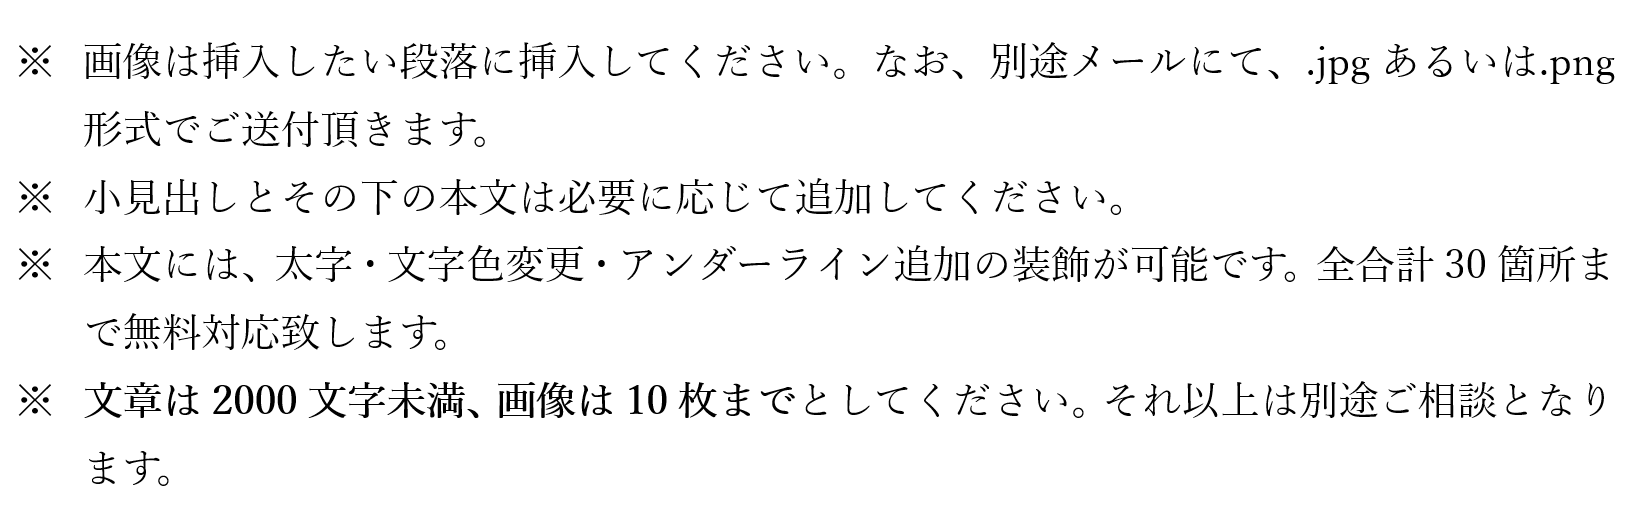 ※ 画像は挿入したい段落に挿入してください。なお、別途メールにて、.jpg あるいは.png
形式でご送付頂きます。
※ 小見出しとその下の本文は必要に応じて追加してください。
※ 本文には、太字・文字色変更・アンダーライン追加の装飾が可能です。全合計 30 箇所ま
で無料対応致します。
※ 文章は 2000 文字未満、画像は 10 枚までとしてください。それ以上は別途ご相談となり
ます。